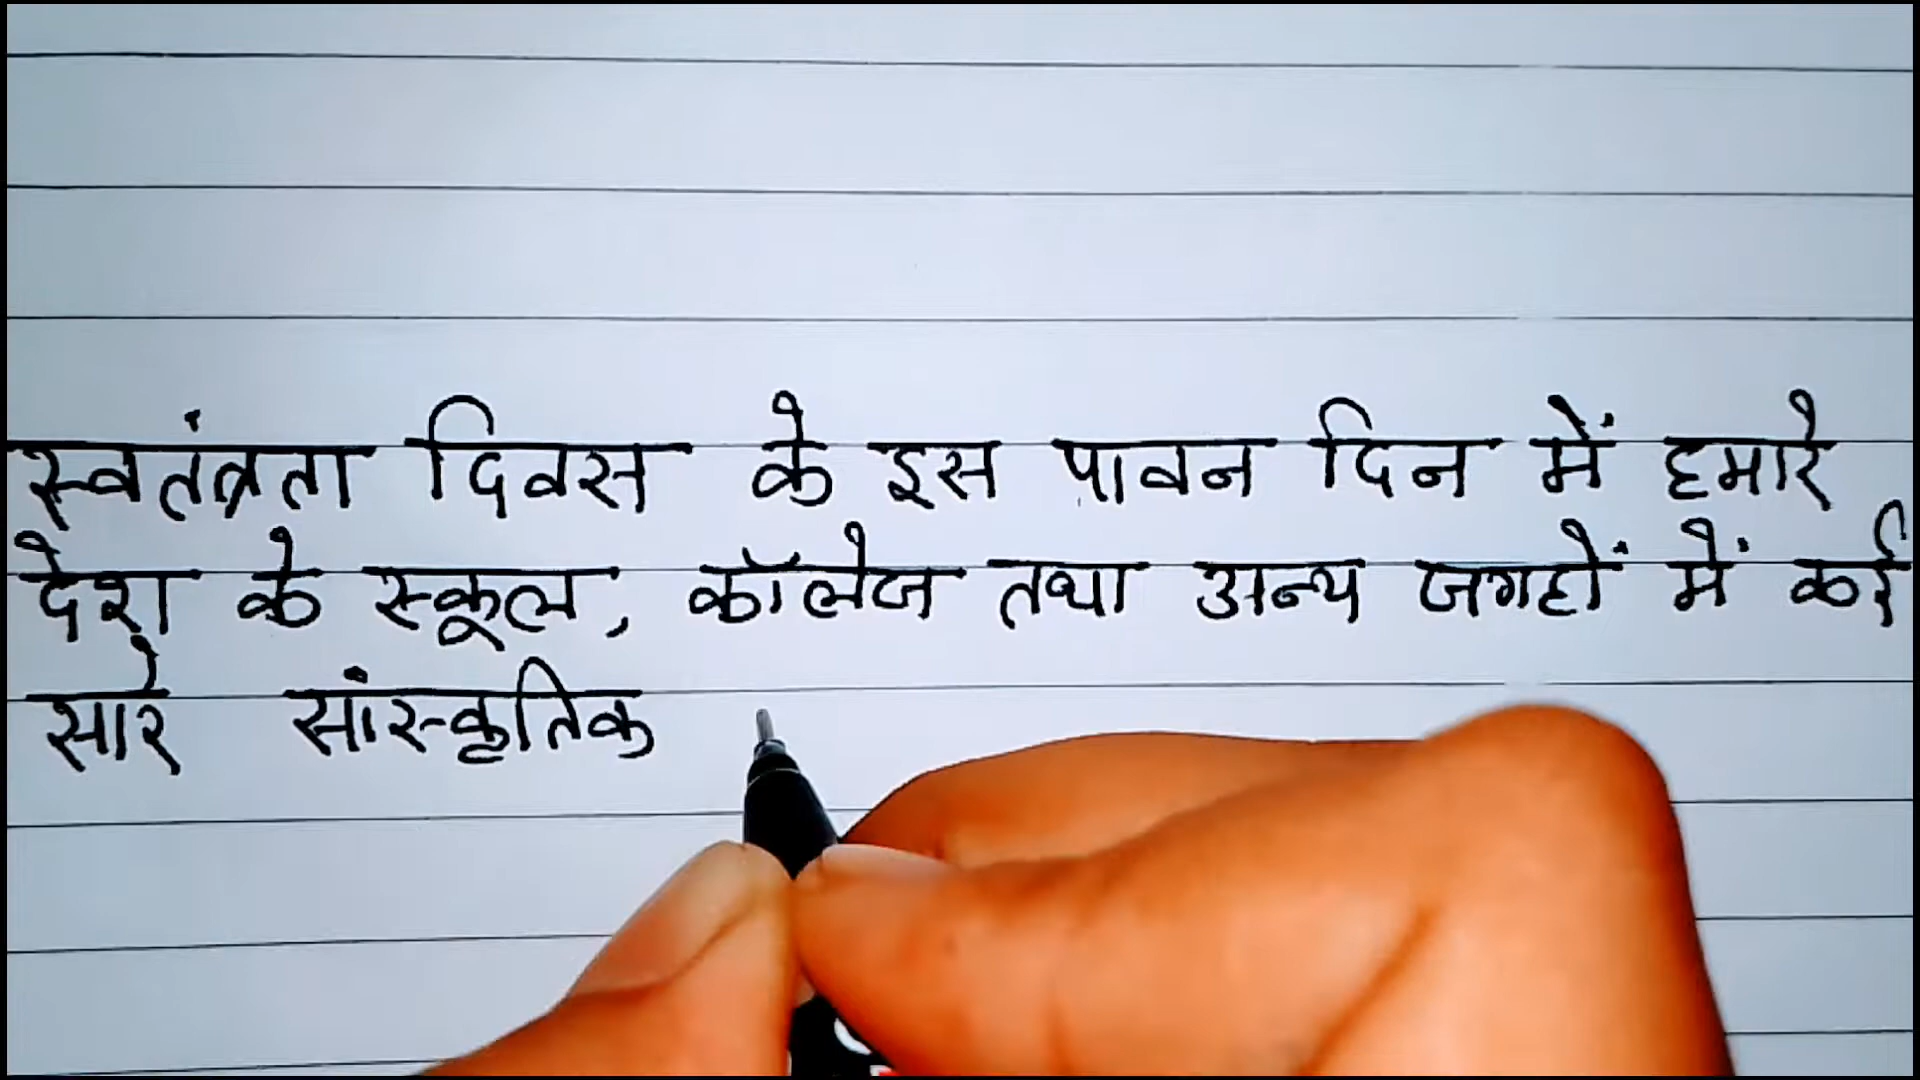 स्वतंत्रता दिवस के इस पावन दिन में हमारे
देश के स्कूल, कॉलेज तथा अन्य जगहों में कई
सारे सांस्कृतिक